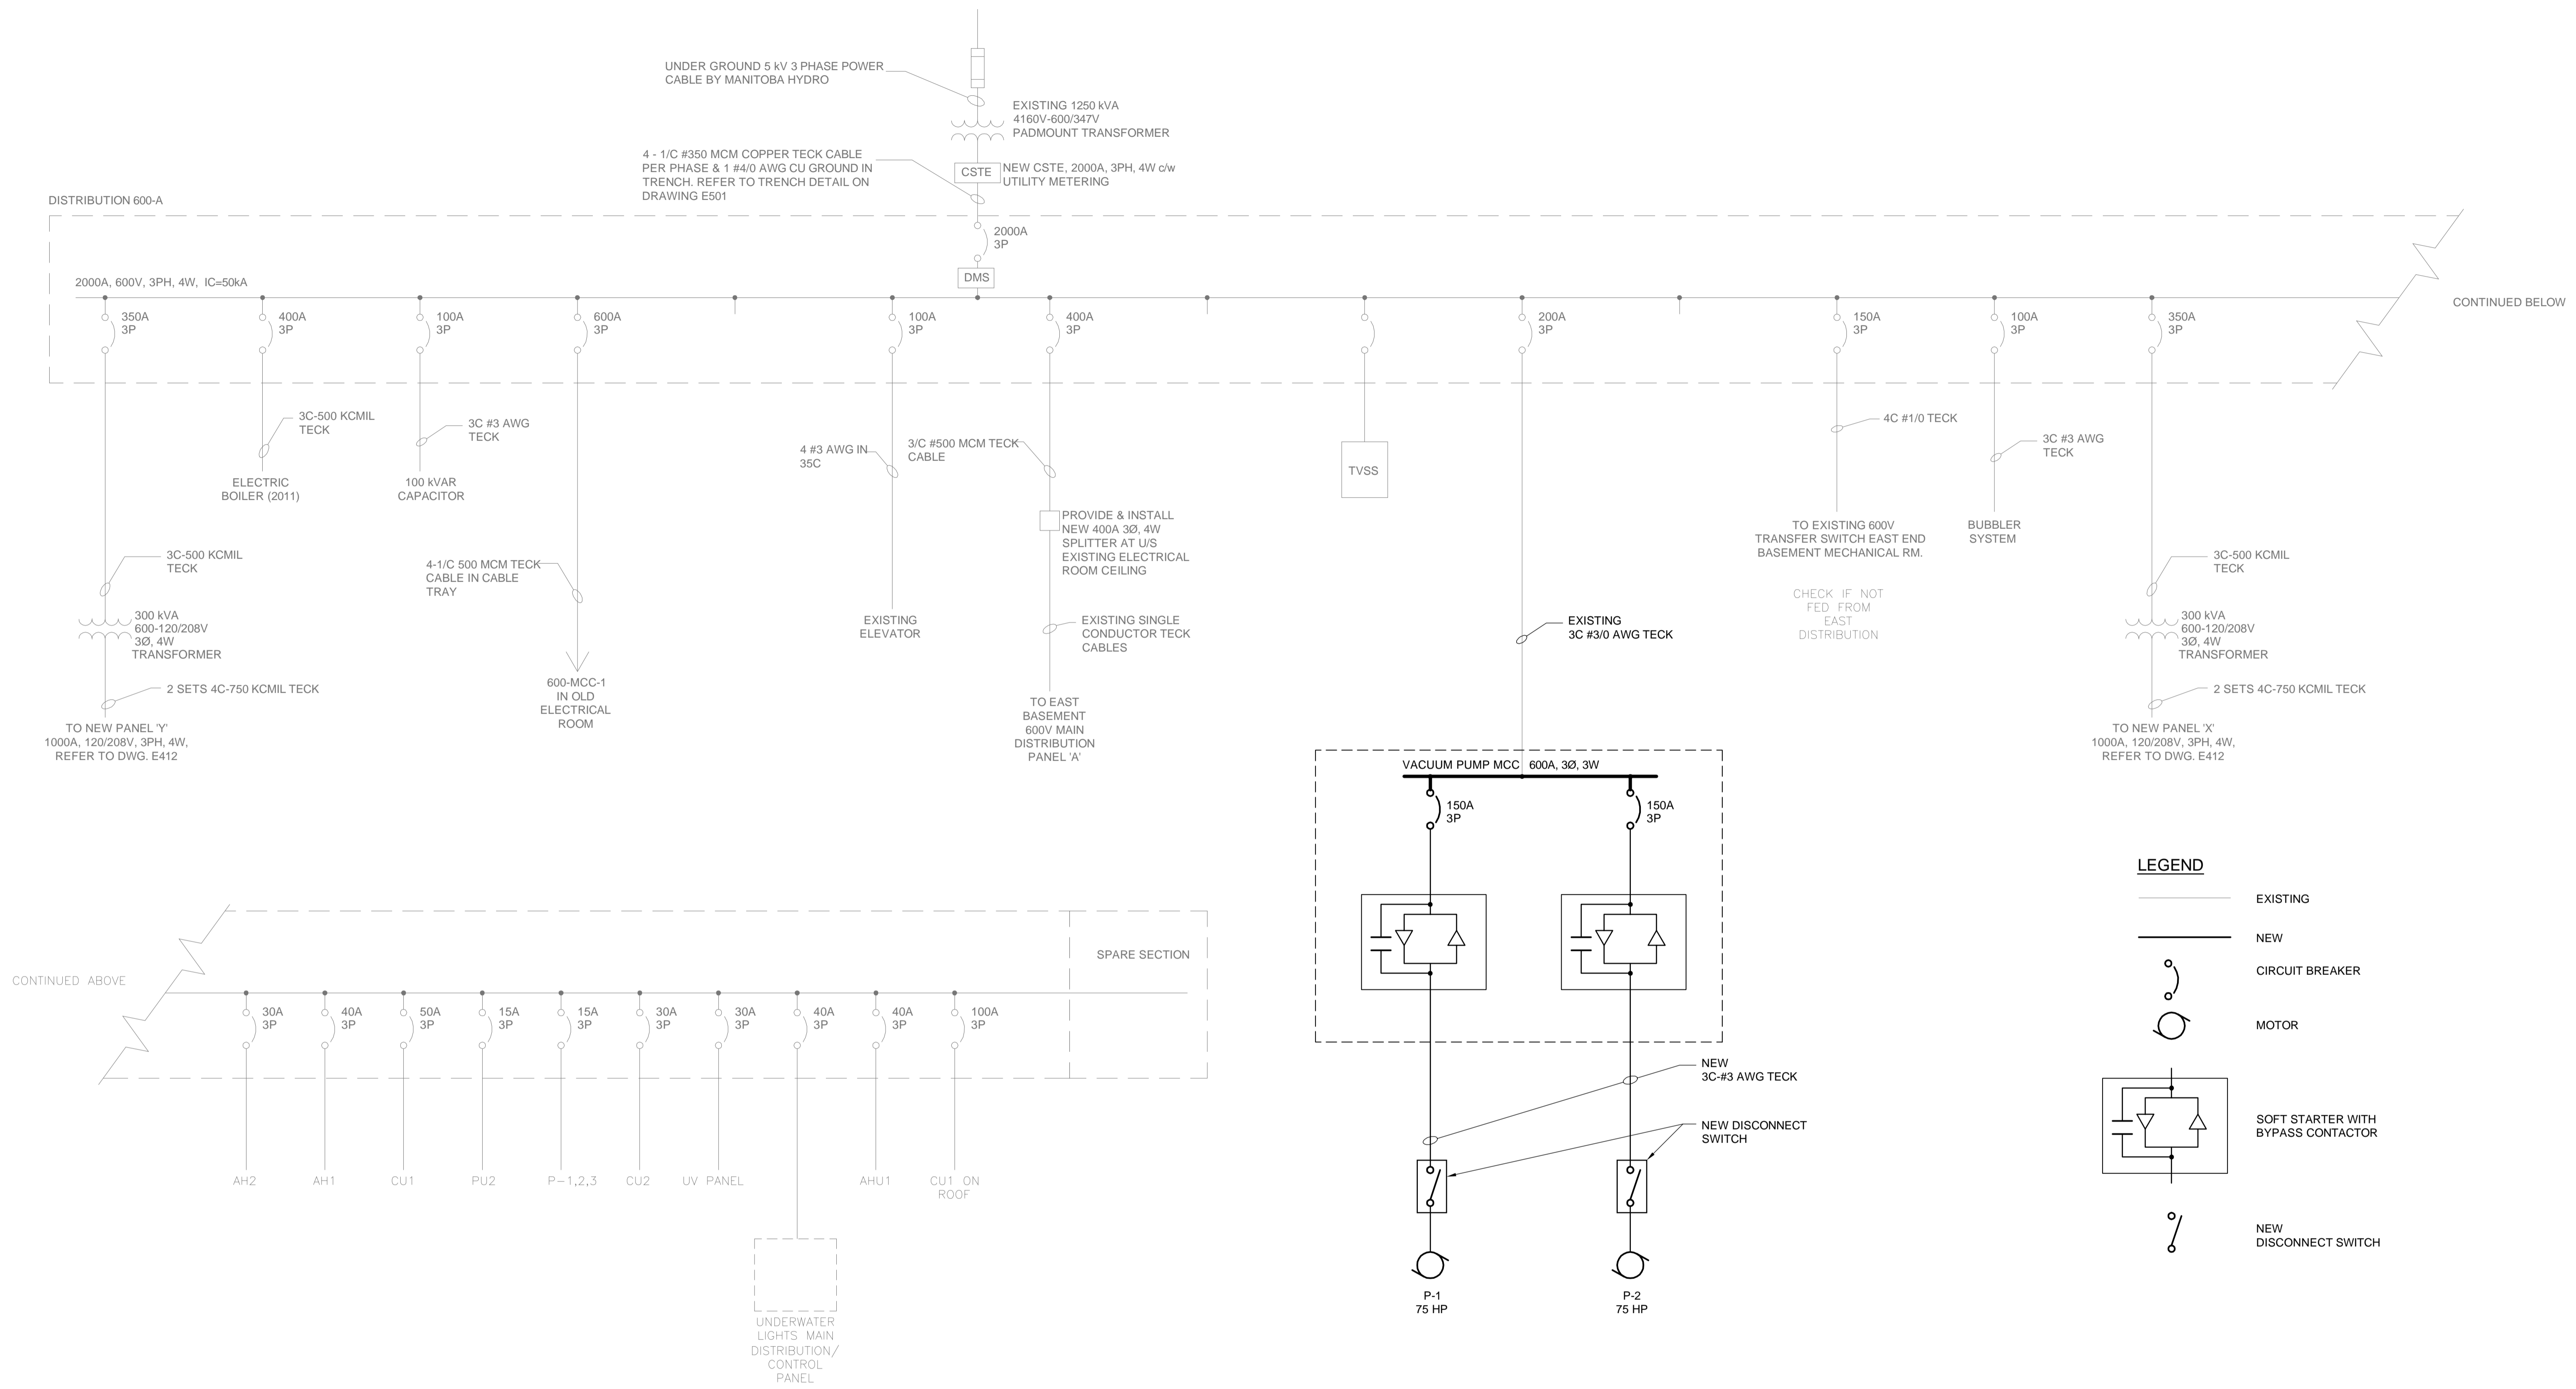 UNDER GROUND 5 kV 3 PHASE POWER
CABLE BY MANITOBA HYDRO
EXISTING 1250 kVA
4160V-600/347V
PADMOUNT TRANSFORMER
4 - 1/C #350 MCM COPPER TECK CABLE
PER PHASE & 1 #4/0 AWG CU GROUND IN
TRENCH. REFER TO TRENCH DETAIL ON
DRAWING E501
CSTE
NEW CSTE, 2000A, 3PH, 4W c/w
UTILITY METERING
DISTRIBUTION 600-A
2000A
3P
DMS
2000A, 600V, 3PH, 4W, IC=50kA
CONTINUED BELOW
350A
3P
400A
3P
100A
3P
600A
3P
100A
3P
400A
3P
200A
3P
150A
3P
100A
3P
350A
3P
3C-500 KCMIL
TECK
ELECTRIC
BOILER (2011)
3C #3 AWG
TECK
100 kVAR
CAPACITOR
4 #3 AWG IN
35C
3/C #500 MCM TECK
CABLE
TVSS
4C #1/0 TECK
3C #3 AWG
TECK
PROVIDE & INSTALL
NEW 400A 3Ø, 4W
SPLITTER AT U/S
EXISTING ELECTRICAL
ROOM CEILING
TO EXISTING 600V
TRANSFER SWITCH EAST END
BASEMENT MECHANICAL RM.
BUBBLER
SYSTEM
3C-500 KCMIL
TECK
4-1/C 500 MCM TECK
CABLE IN CABLE
TRAY
3C-500 KCMIL
TECK
CHECK IF NOT
FED FROM
EAST
DISTRIBUTION
300 kVA
600-120/208V
3Ø, 4W
TRANSFORMER
EXISTING
ELEVATOR
EXISTING SINGLE
CONDUCTOR TECK
CABLES
EXISTING
3C #3/0 AWG TECK
300 kVA
600-120/208V
3Ø, 4W
TRANSFORMER
2 SETS 4C-750 KCMIL TECK
600-MCC-1
IN OLD
ELECTRICAL
ROOM
2 SETS 4C-750 KCMIL TECK
TO NEW PANEL 'Y'
1000A, 120/208V, 3PH, 4W,
REFER TO DWG. E412
TO EAST
BASEMENT
600V MAIN
DISTRIBUTION
PANEL 'A'
TO NEW PANEL 'X'
1000A, 120/208V, 3PH, 4W,
REFER TO DWG. E412
VACUUM PUMP MCC 600A, 3Ø, 3W
150A
3P
150A
3P
CONTINUED ABOVE
SPARE SECTION
30A
3P
40A
3P
50A
3P
15A
3P
15A
3P
30A
3P
30A
3P
40A
3P
40A
3P
100A
3P
AH2
AH1
CU1
PU2
P-1,2,3
CU2
UV PANEL
AHU1
CU1 ON
ROOF
UNDERWATER
LIGHTS MAIN
DISTRIBUTION/
CONTROL
PANEL
NEW
3C-#3 AWG TECK
NEW DISCONNECT
SWITCH
P-1
75 HP
P-2
75 HP
LEGEND
EXISTING
NEW
CIRCUIT BREAKER
MOTOR
SOFT STARTER WITH
BYPASS CONTACTOR
NEW
DISCONNECT SWITCH